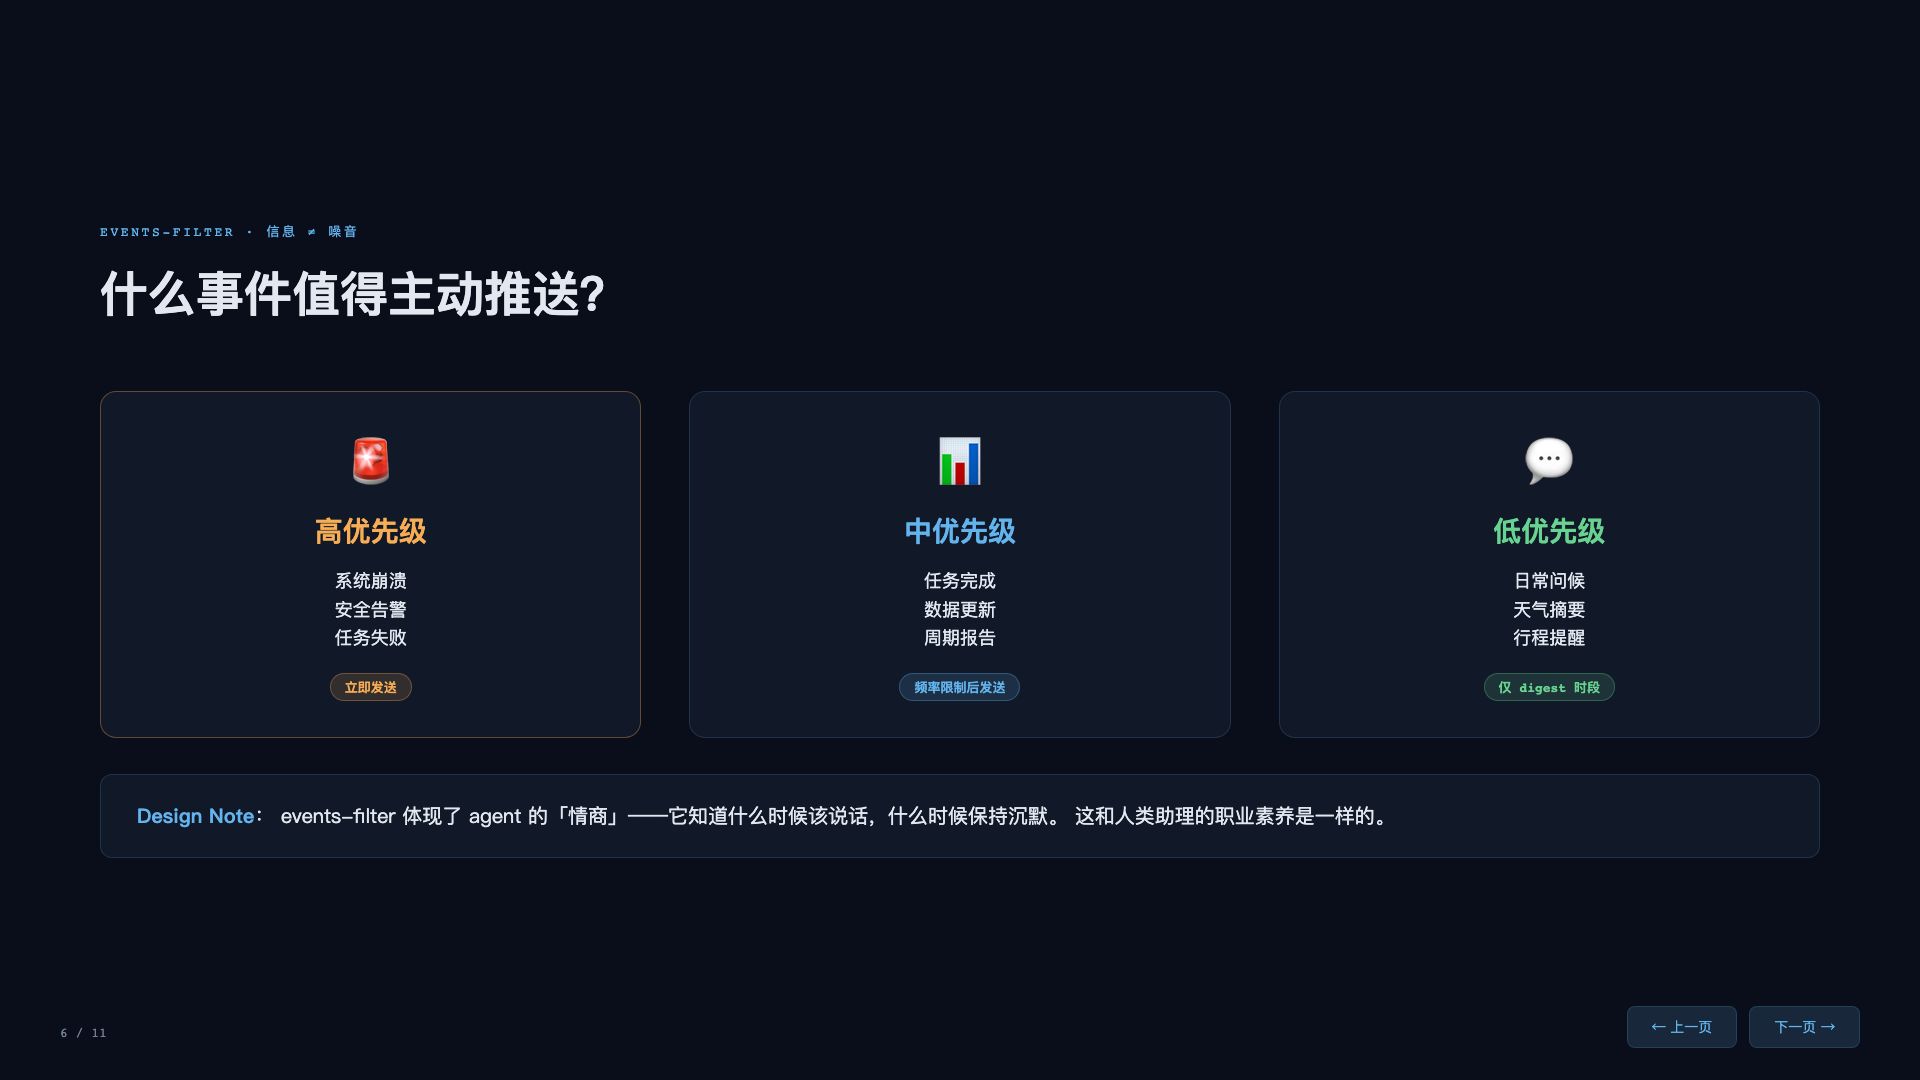 EVENTS-FILTER · 信息 ≠ 噪音
什么事件值得主动推送？
高优先级
系统崩溃
安全告警
任务失败
立即发送
中优先级
任务完成
数据更新
周期报告
频率限制后发送
低优先级
日常问候
天气摘要
行程提醒
仅 digest 时段
Design Note： events-filter 体现了 agent 的「情商」——它知道什么时候该说话，什么时候保持沉默。 这和人类助理的职业素养是一样的。
6 / 11
← 上一页
下一页 →